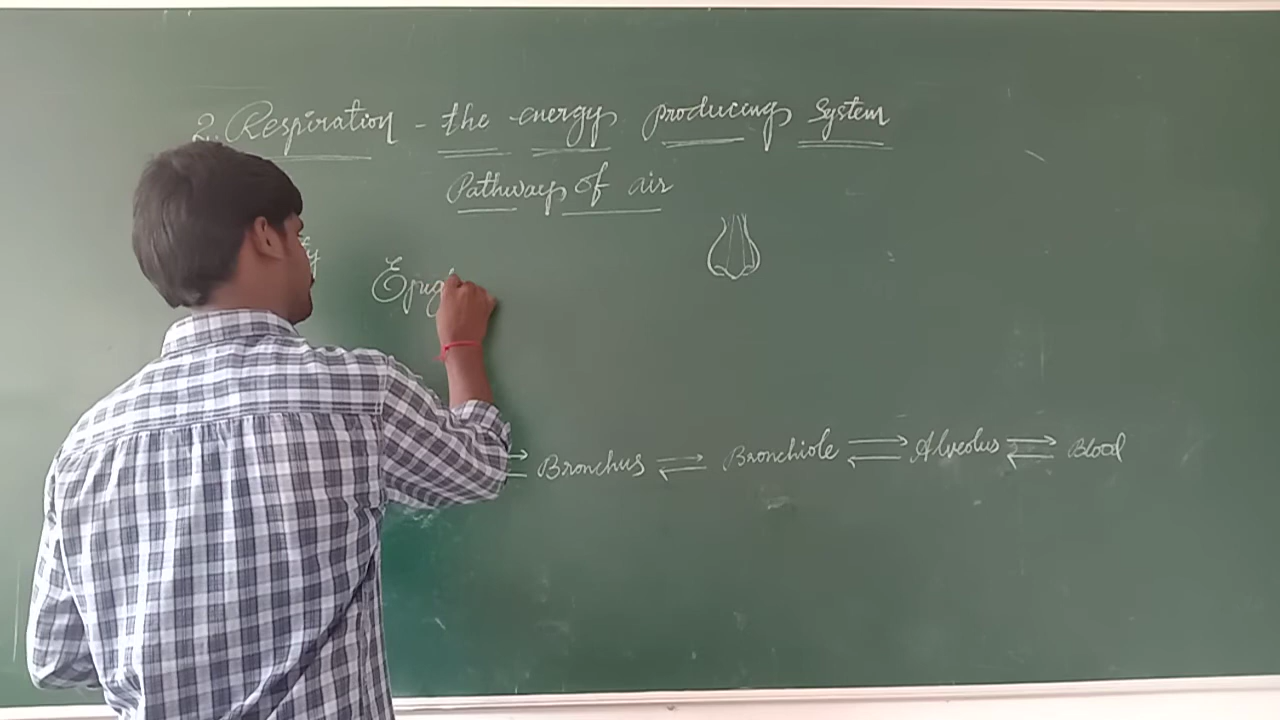 2. Respiration - the energy producing system
Pathway of air
Epig
⇌ Bronchus ⇌ Bronchiole ⇌ Alveolus ⇌ Blood